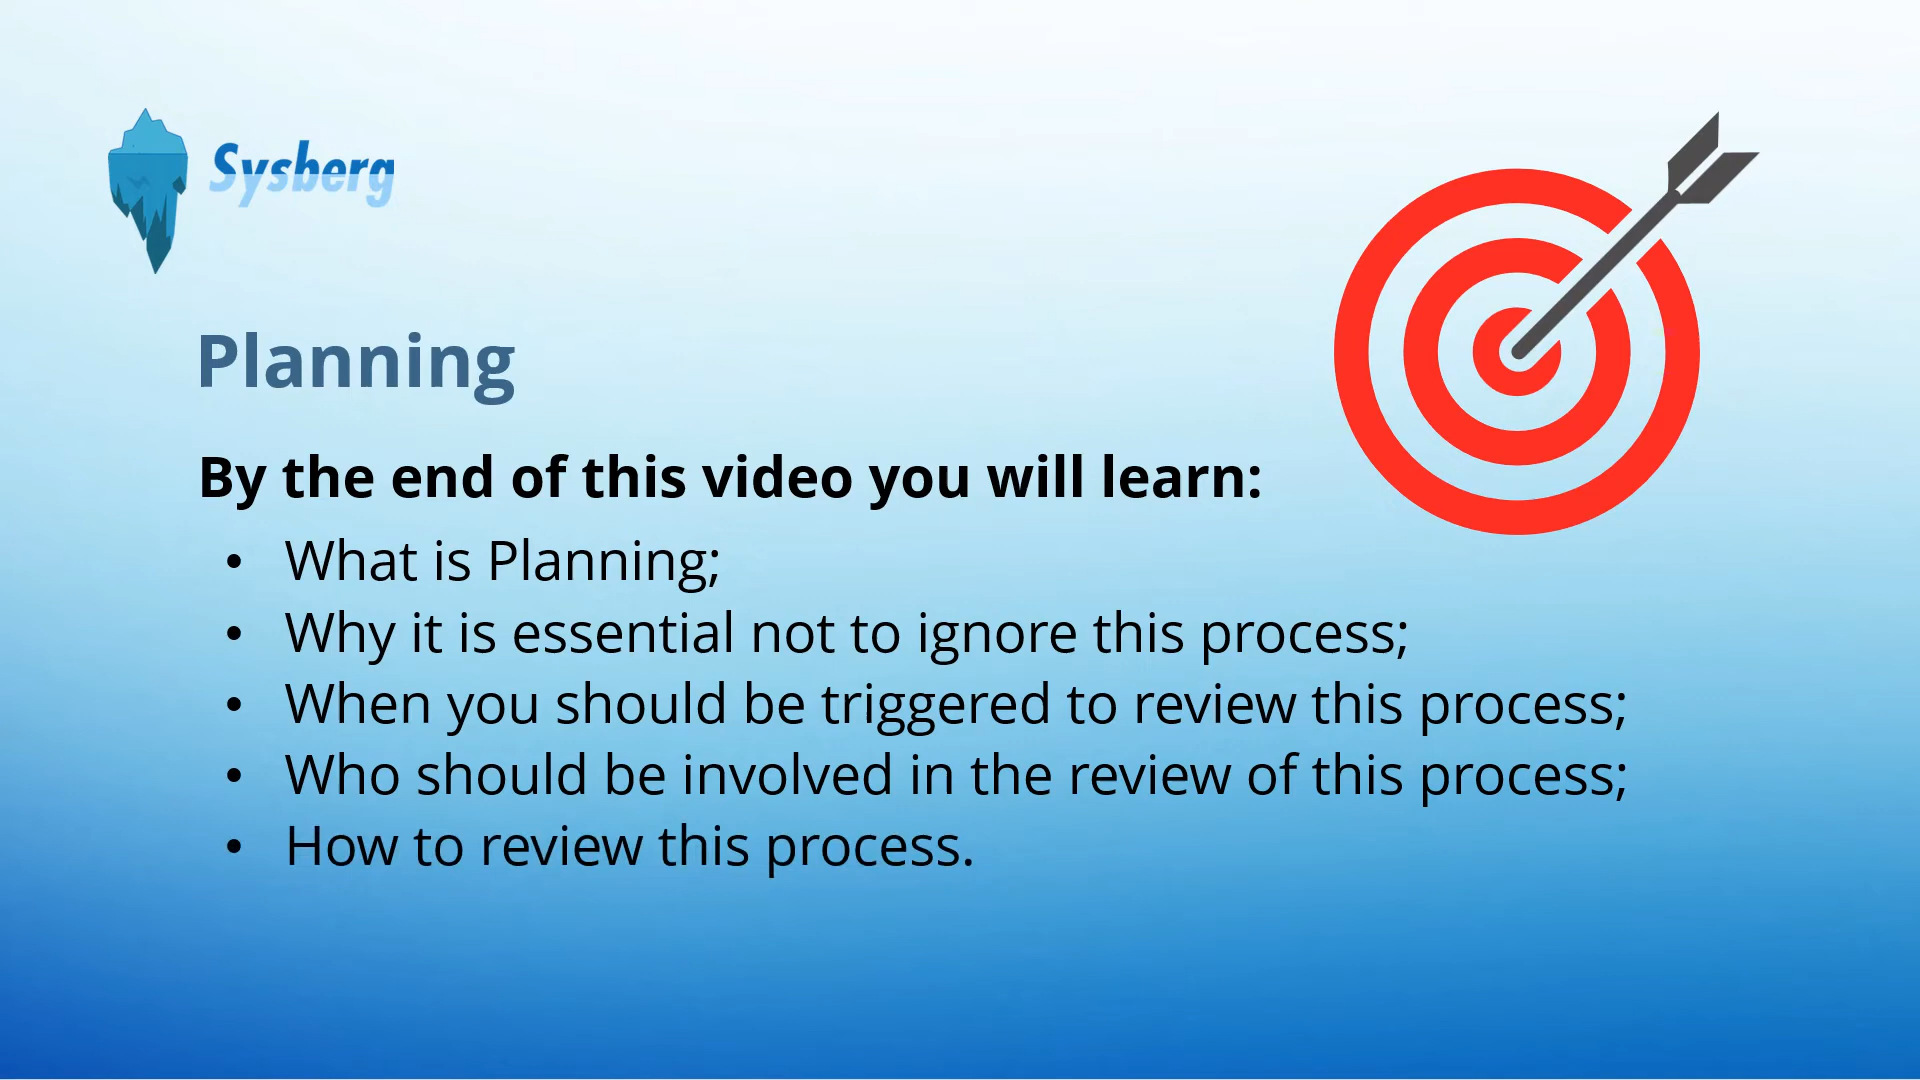 Sysberg
Planning
By the end of this video you will learn:
• What is Planning;
• Why it is essential not to ignore this process;
• When you should be triggered to review this process;
• Who should be involved in the review of this process;
• How to review this process.